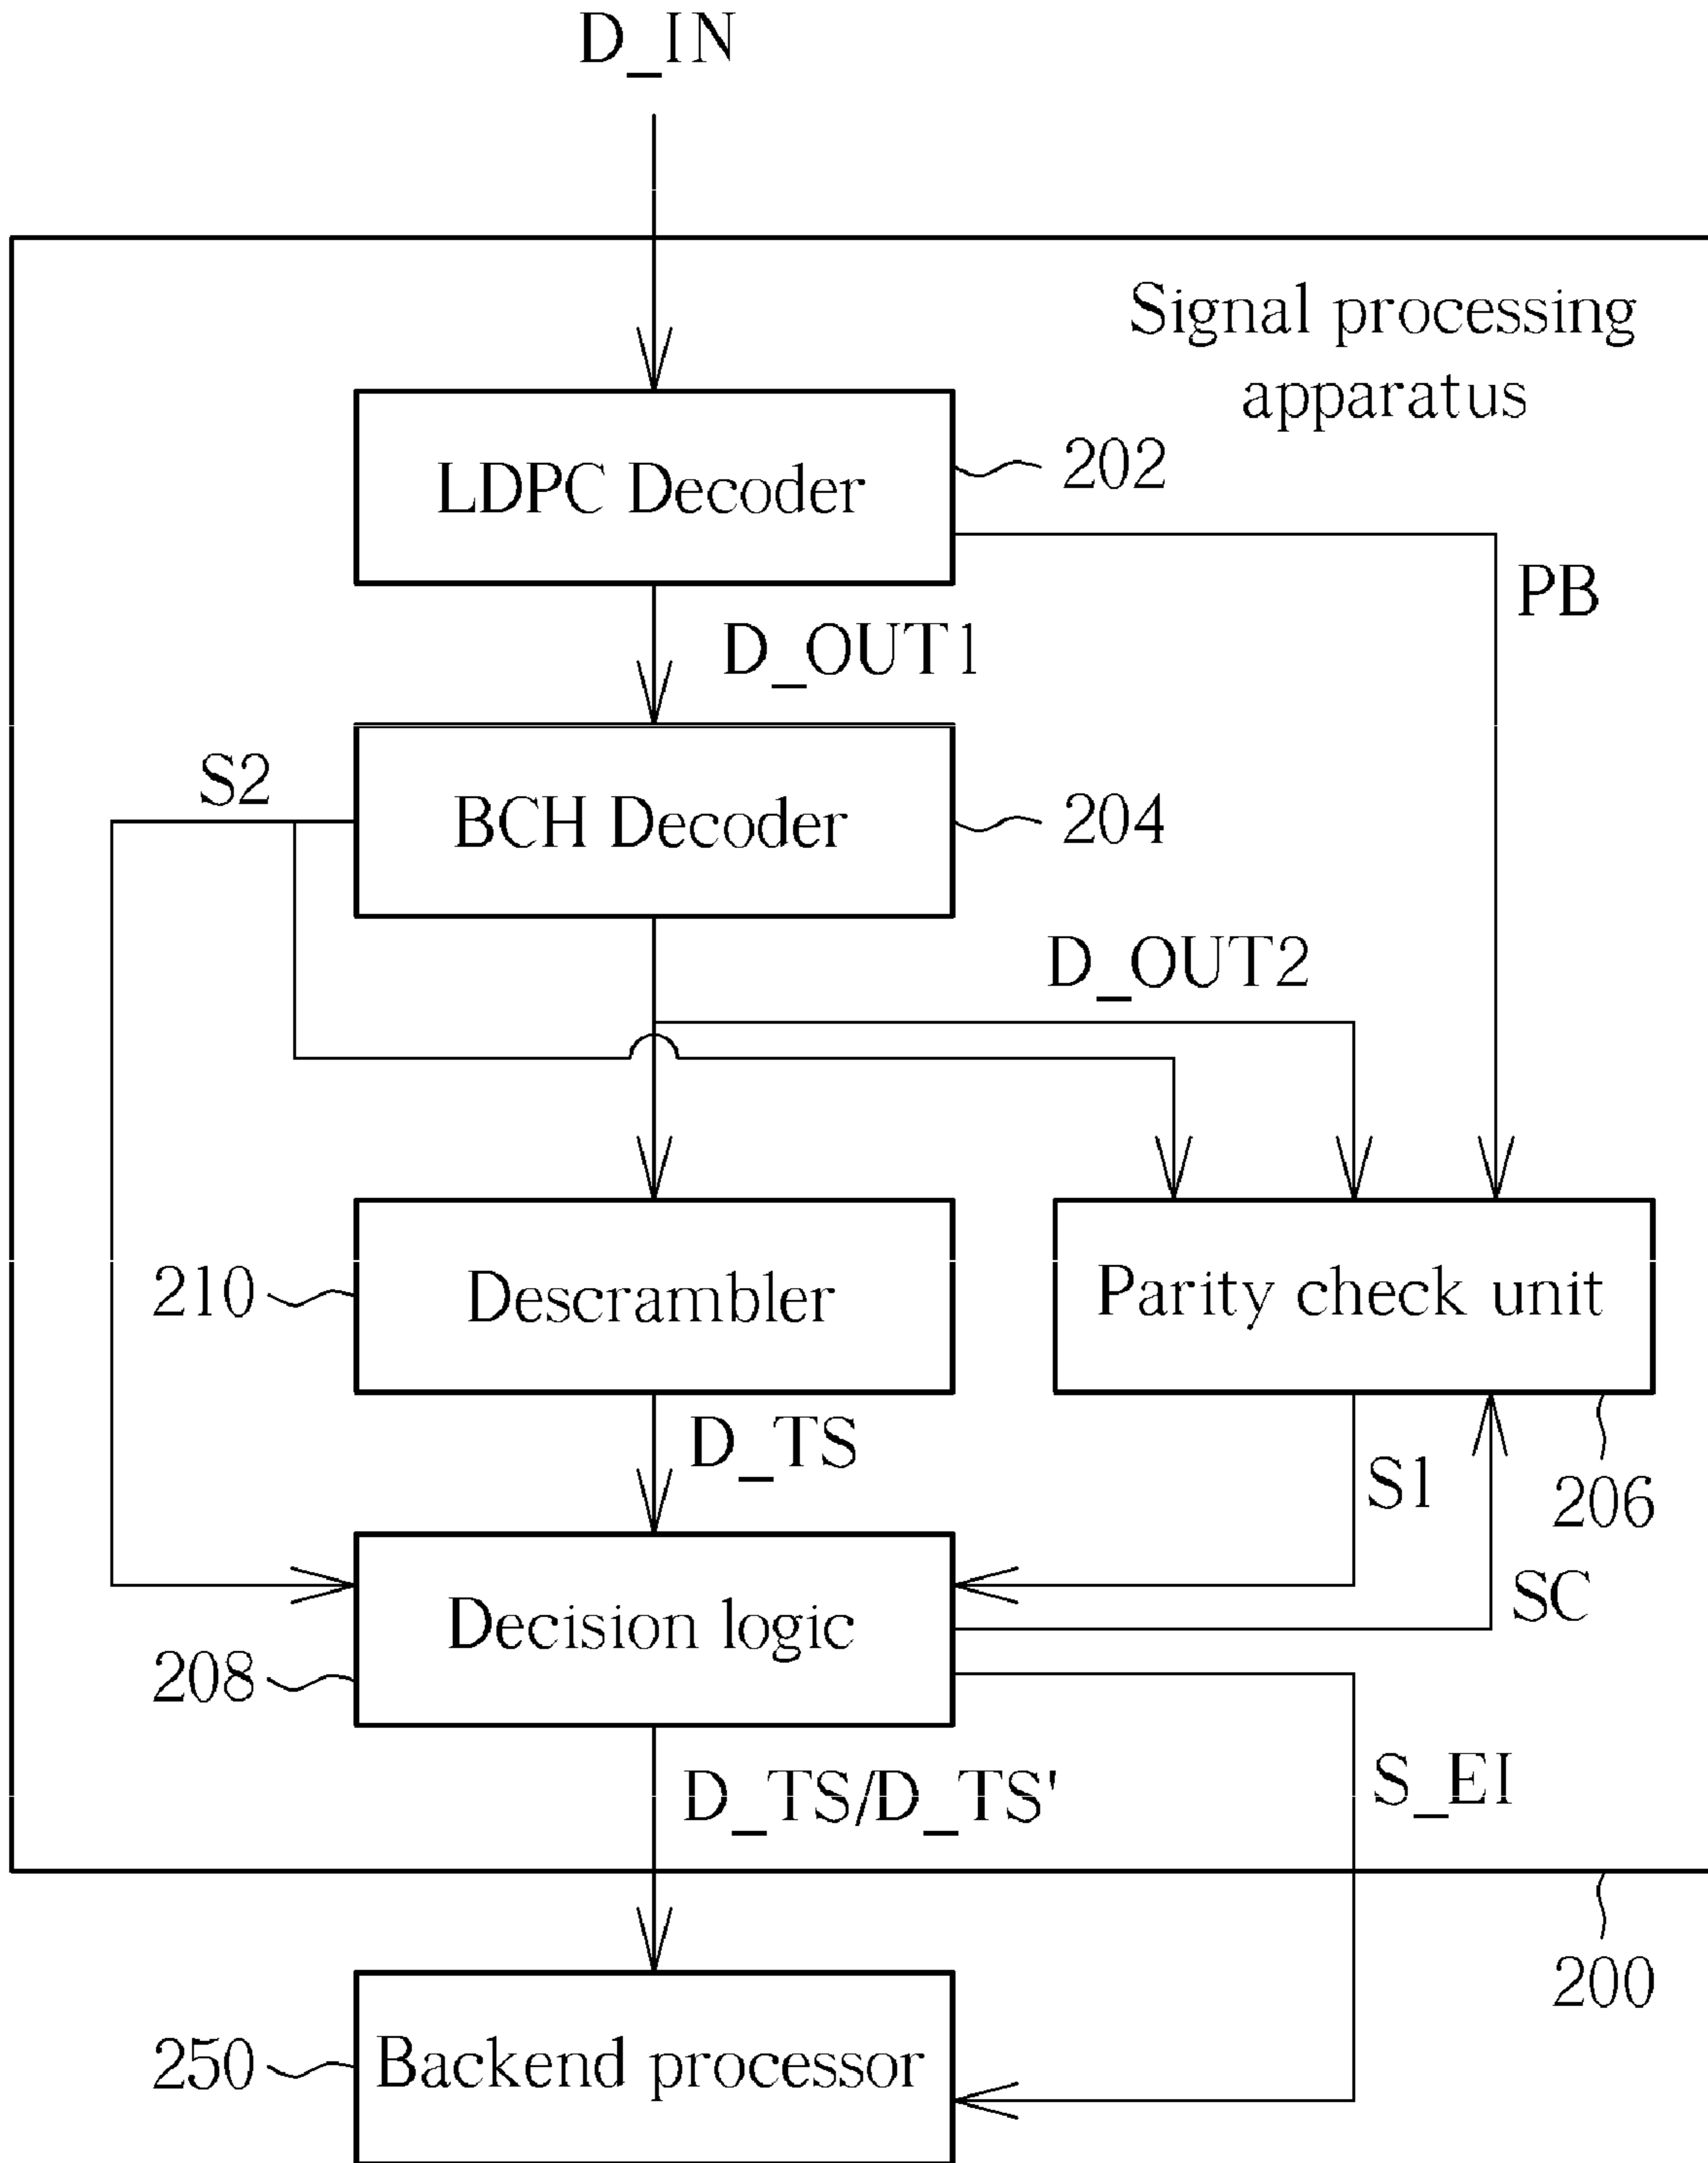 D_IN
Signal processing
apparatus
LDPC Decoder
202
PB
D_OUT1
S2
BCH Decoder
204
D_OUT2
210
Descrambler
Parity check unit
D_TS
S1
206
SC
Decision logic
208
D_TS/D_TS'
S_EI
200
250
Backend processor